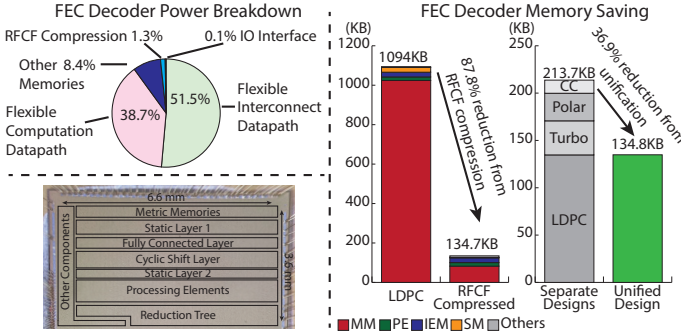 FEC Decoder Power Breakdown
RFCF Compression 1.3%
0.1% IO Interface
Other 8.4%
Memories
Flexible
Computation
Datapath
38.7%
51.5%
Flexible
Interconnect
Datapath
6.6 mm
3.6 mm
Other Components
Metric Memories
Static Layer 1
Fully Connected Layer
Cyclic Shift Layer
Static Layer 2
Processing Elements
Reduction Tree
FEC Decoder Memory Saving
(KB)
1200
1000
800
600
400
200
0
1094KB
87.8% reduction from
RFCF compression
134.7KB
LDPC
RFCF
Compressed
(KB)
250
200
150
100
50
0
213.7KB
CC
Polar
Turbo
LDPC
36.9% reduction from
unification
134.8KB
Separate
Designs
Unified
Design
MM PE IEM SM Others